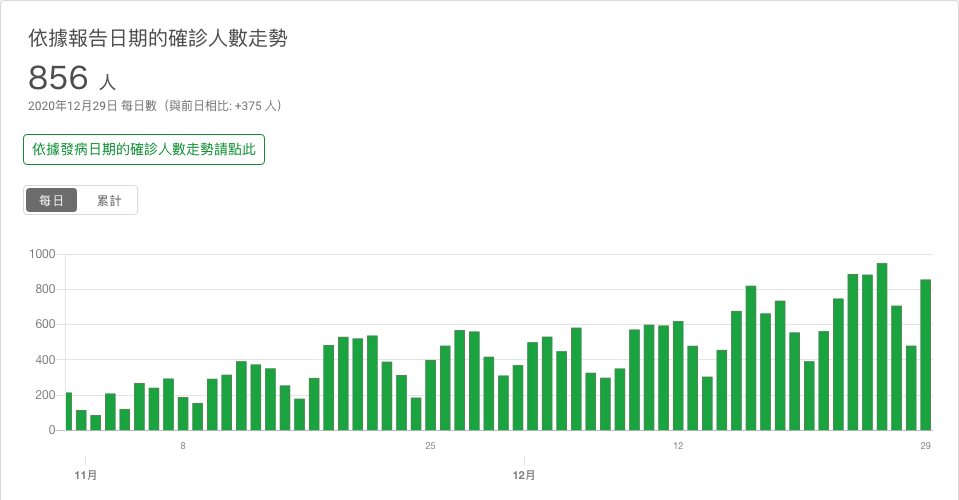 依據報告日期的確診人數走勢
856 人
2020年12月29日 每日數（與前日相比: +375 人）
依據發病日期的確診人數走勢請點此
每日 累計
1000
800
600
400
200
0
8 25 12 29
11月 12月